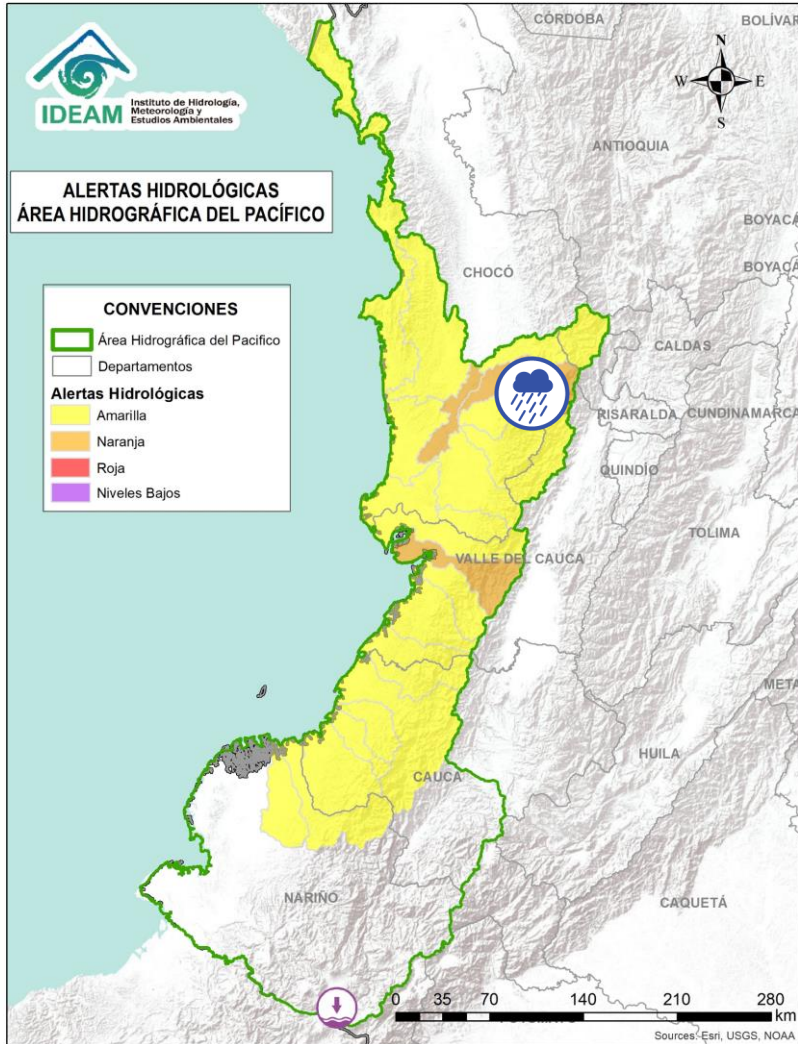 IDEAM
Instituto de Hidrología,
Meteorología y
Estudios Ambientales
CÓRDOBA
BOLÍVAR
N
W
E
S
ANTIOQUIA
ALERTAS HIDROLÓGICAS
ÁREA HIDROGRÁFICA DEL PACÍFICO
BOYACÁ
CHOCÓ
BOYACÁ
CONVENCIONES
Área Hidrográfica del Pacífico
Departamentos
Alertas Hidrológicas
Amarilla
Naranja
Roja
Niveles Bajos
CALDAS
RISARALDA
CUNDINAMARCA
QUINDÍO
TOLIMA
VALLE DEL CAUCA
META
HUILA
CAUCA
NARIÑO
CAQUETÁ
0 35 70 140 210 280
km
Sources: Esri, USGS, NOAA